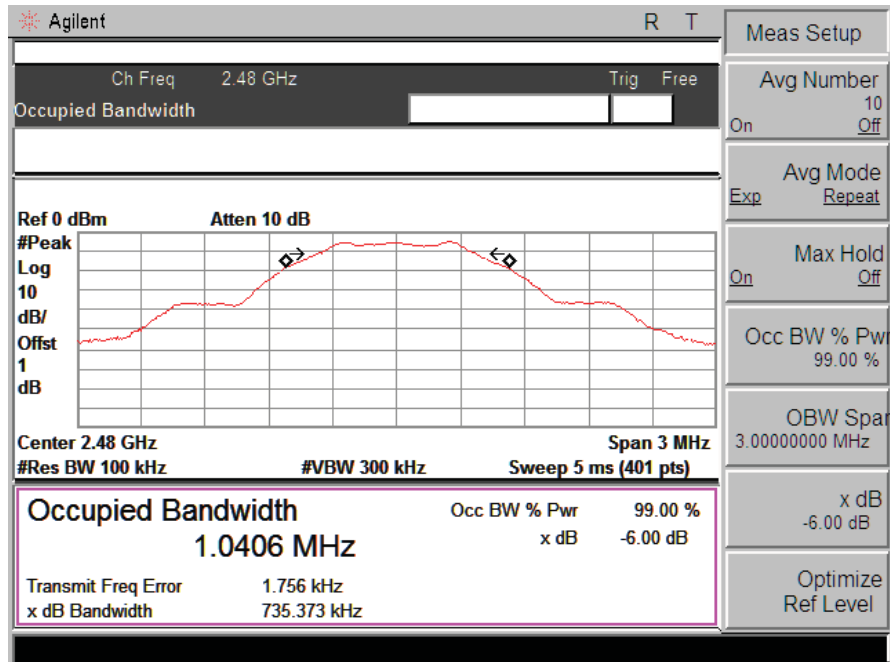 Agilent R T
Ch Freq 2.48 GHz Trig Free
Occupied Bandwidth
Ref 0 dBm Atten 10 dB
#Peak
Log
10
dB/
Offst
1
dB
Center 2.48 GHz Span 3 MHz
#Res BW 100 kHz #VBW 300 kHz Sweep 5 ms (401 pts)
Occupied Bandwidth Occ BW % Pwr 99.00 %
1.0406 MHz x dB -6.00 dB
Transmit Freq Error 1.756 kHz
x dB Bandwidth 735.373 kHz
Meas Setup
Avg Number
10
On Off
Avg Mode
Exp Repeat
Max Hold
On Off
Occ BW % Pwr
99.00 %
OBW Span
3.00000000 MHz
x dB
-6.00 dB
Optimize
Ref Level